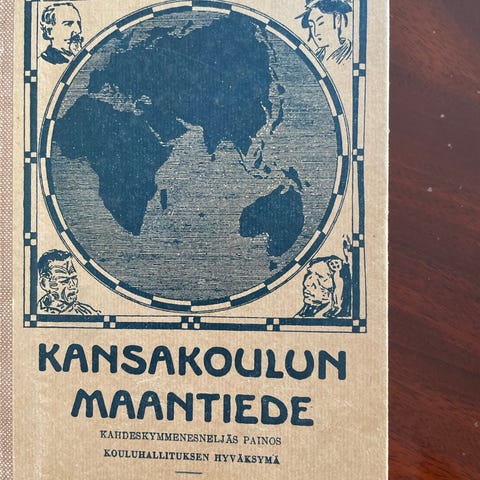 KANSAKOULUN
MAANTIEDE
KAHDESKYMMENESNELJÄS PAINOS
KOULUHALLITUKSEN HYVÄKSYMÄ